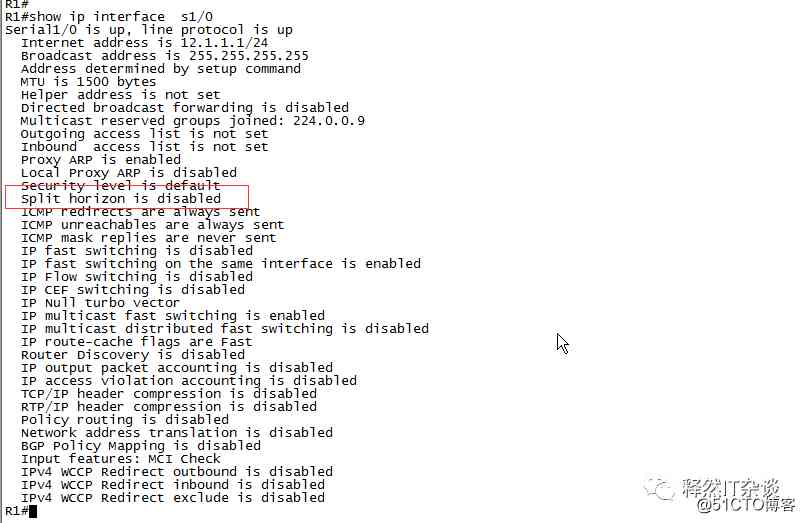 R1#
R1#show ip interface  s1/0
Serial1/0 is up, line protocol is up
  Internet address is 12.1.1.1/24
  Broadcast address is 255.255.255.255
  Address determined by setup command
  MTU is 1500 bytes
  Helper address is not set
  Directed broadcast forwarding is disabled
  Multicast reserved groups joined: 224.0.0.9
  Outgoing access list is not set
  Inbound  access list is not set
  Proxy ARP is enabled
  Local Proxy ARP is disabled
  Security level is default
  Split horizon is disabled
  ICMP redirects are always sent
  ICMP unreachables are always sent
  ICMP mask replies are never sent
  IP fast switching is disabled
  IP fast switching on the same interface is enabled
  IP Flow switching is disabled
  IP CEF switching is disabled
  IP Null turbo vector
  IP multicast fast switching is enabled
  IP multicast distributed fast switching is disabled
  IP route-cache flags are Fast
  Router Discovery is disabled
  IP output packet accounting is disabled
  IP access violation accounting is disabled
  TCP/IP header compression is disabled
  RTP/IP header compression is disabled
  Policy routing is disabled
  Network address translation is disabled
  BGP Policy Mapping is disabled
  Input features: MCI Check
  IPv4 WCCP Redirect outbound is disabled
  IPv4 WCCP Redirect inbound is disabled
  IPv4 WCCP Redirect exclude is disabled
R1#
释然IT杂谈
@51CTO博客